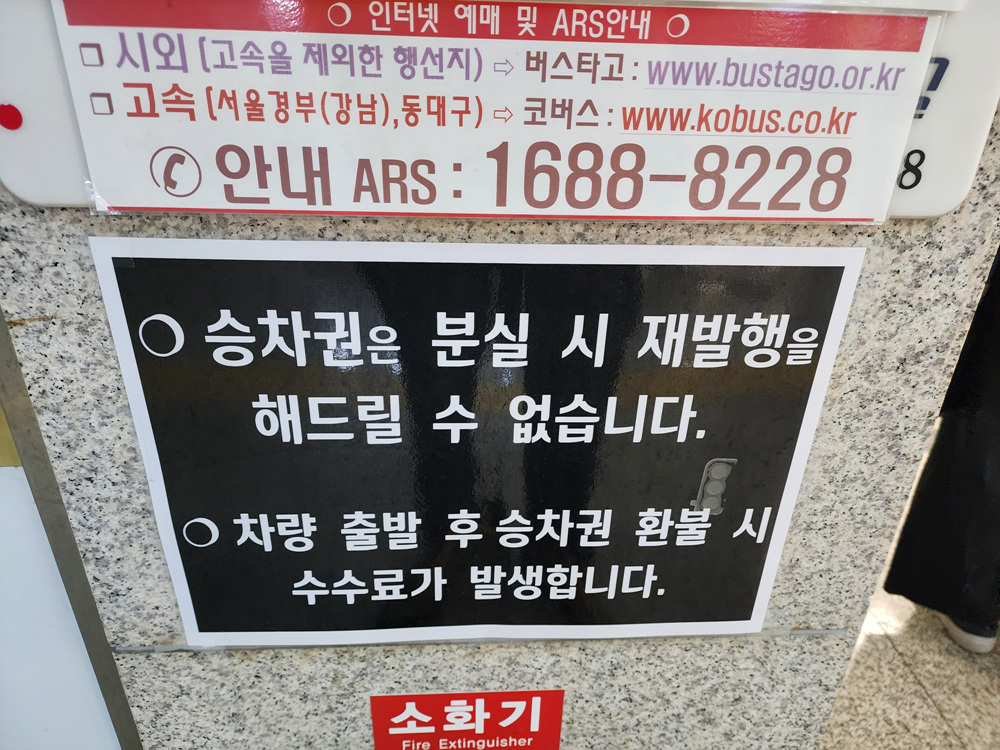 ❍ 인터넷 예매 및 ARS안내 ❍
❒ 시외 (고속을 제외한 행선지) ⇨ 버스타고 : www.bustago.or.kr
❒ 고속 (서울경부(강남),동대구) ⇨ 코버스 : www.kobus.co.kr
✆ 안내 ARS : 1688-8228
8
❍ 승차권은 분실 시 재발행을
해드릴 수 없습니다.
❍ 차량 출발 후 승차권 환불 시
수수료가 발생합니다.
소화기
Fire Extinguisher